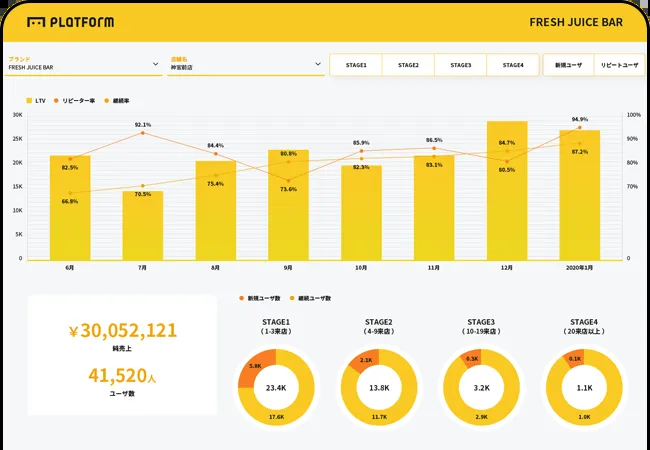 PLATFORM
FRESH JUICE BAR
ブランド
FRESH JUICE BAR
店舗名
神宮前店
STAGE1
STAGE2
STAGE3
STAGE4
新規ユーザ
リピートユーザ
LTV
リピーター率
継続率
30K
25K
20K
15K
10K
5K
0
100%
90%
80%
70%
0
82.5%
92.1%
84.4%
73.6%
85.9%
86.5%
80.5%
94.9%
66.8%
70.5%
75.4%
80.8%
82.3%
83.1%
84.7%
87.2%
6月
7月
8月
9月
10月
11月
12月
2020年1月
¥30,052,121
純売上
41,520人
ユーザ数
新規ユーザ数
継続ユーザ数
STAGE1
( 1-3来店 )
5.8K
23.4K
17.6K
STAGE2
( 4-9来店 )
2.1K
13.8K
11.7K
STAGE3
( 10-19来店 )
0.3K
3.2K
2.9K
STAGE4
( 20来店以上 )
0.1K
1.1K
1.0K